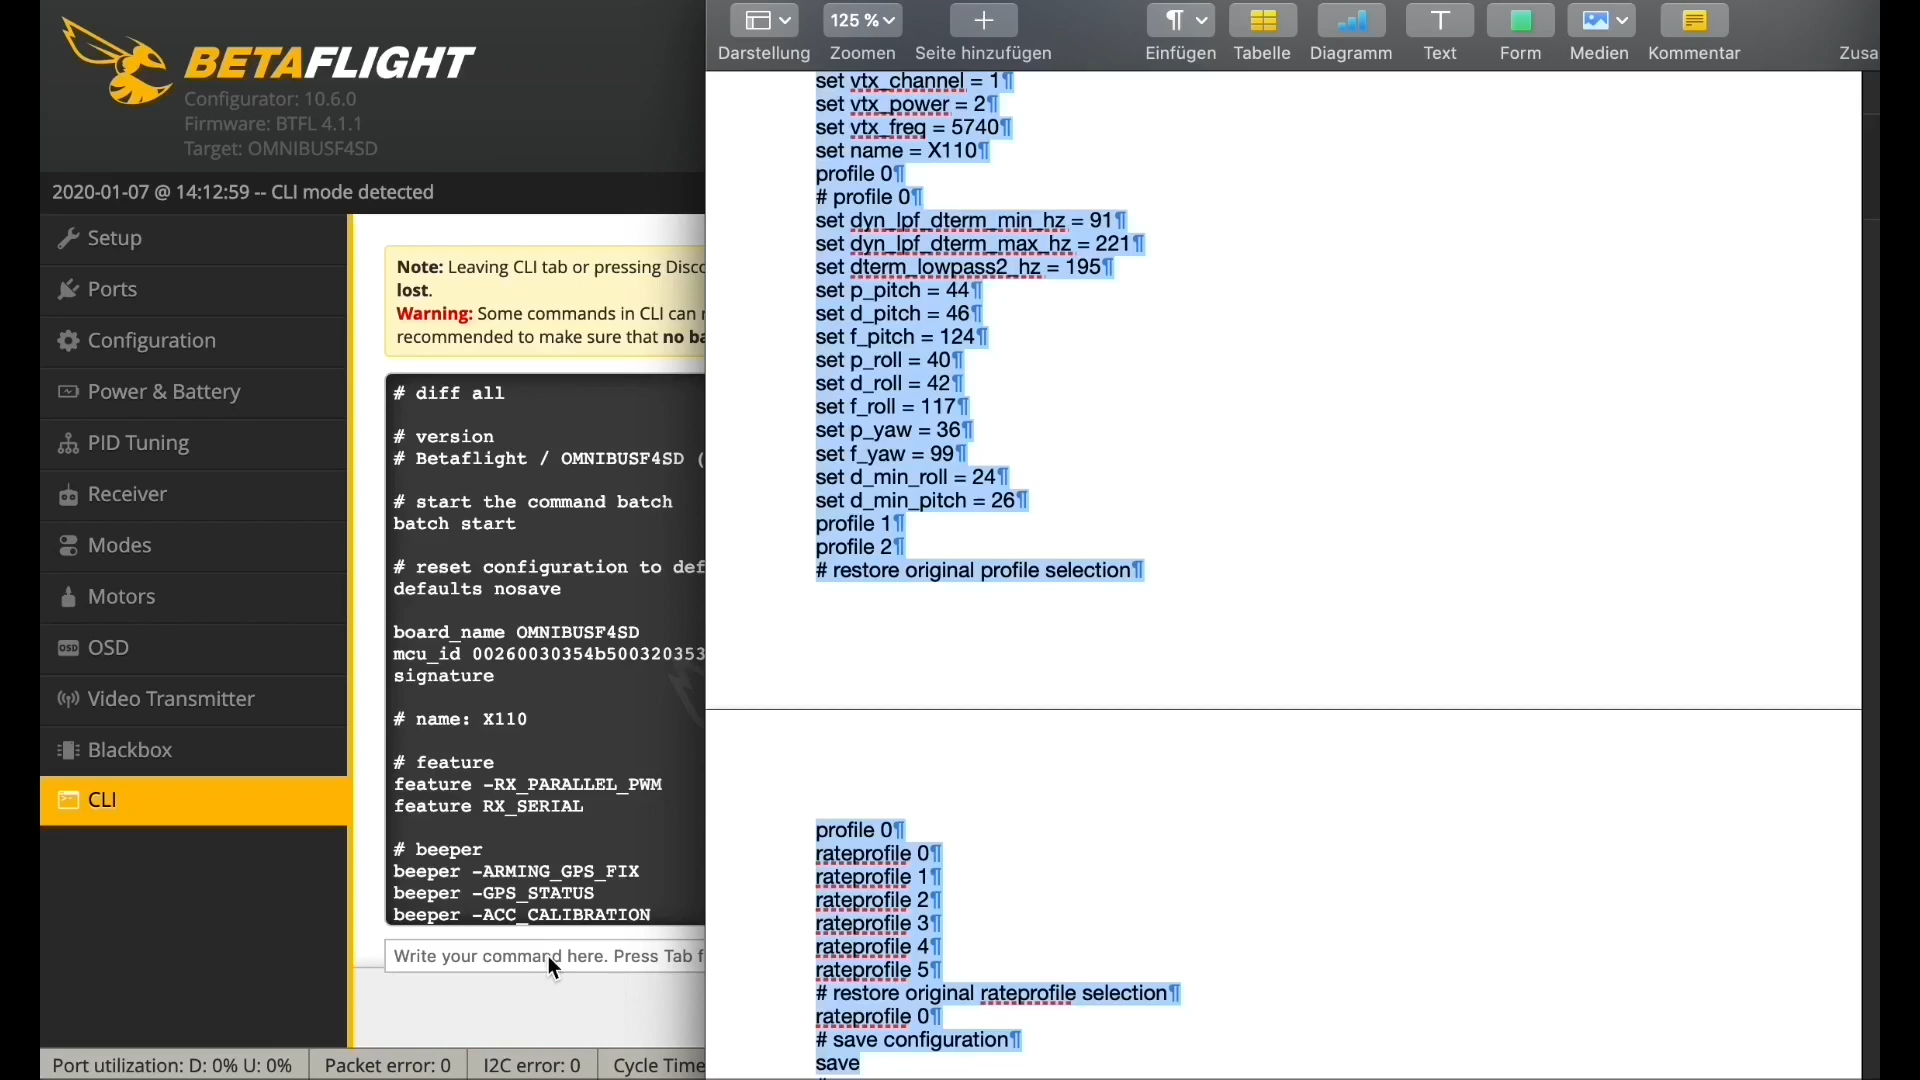 BETAFLIGHT
Configurator: 10.6.0
Firmware: BTFL 4.1.1
Target: OMNIBUSF4SD
2020-01-07 @ 14:12:59 -- CLI mode detected
Setup
Ports
Configuration
Power & Battery
PID Tuning
Receiver
Modes
Motors
OSD
Video Transmitter
Blackbox
CLI
Note: Leaving CLI tab or pressing Disco
lost.
Warning: Some commands in CLI can r
recommended to make sure that no ba
# diff all
# version
# Betaflight / OMNIBUSF4SD (
# start the command batch
batch start
# reset configuration to def
defaults nosave
board_name OMNIBUSF4SD
mcu_id 00260030354b500320353
signature
# name: X110
# feature
feature -RX_PARALLEL_PWM
feature RX_SERIAL
# beeper
beeper -ARMING_GPS_FIX
beeper -GPS_STATUS
beeper -ACC_CALIBRATION
Write your command here. Press Tab f
Port utilization: D: 0% U: 0%
Packet error: 0
I2C error: 0
Cycle Time
125 %
Darstellung
Zoomen
Seite hinzufügen
Einfügen
Tabelle
Diagramm
Text
Form
Medien
Kommentar
Zusa
set vtx_channel = 1¶
set vtx_power = 2¶
set vtx_freq = 5740¶
set name = X110¶
profile 0¶
# profile 0¶
set dyn_lpf_dterm_min_hz = 91¶
set dyn_lpf_dterm_max_hz = 221¶
set dterm_lowpass2_hz = 195¶
set p_pitch = 44¶
set d_pitch = 46¶
set f_pitch = 124¶
set p_roll = 40¶
set d_roll = 42¶
set f_roll = 117¶
set p_yaw = 36¶
set f_yaw = 99¶
set d_min_roll = 24¶
set d_min_pitch = 26¶
profile 1¶
profile 2¶
# restore original profile selection¶
profile 0¶
rateprofile 0¶
rateprofile 1¶
rateprofile 2¶
rateprofile 3¶
rateprofile 4¶
rateprofile 5¶
# restore original rateprofile selection¶
rateprofile 0¶
# save configuration¶
save